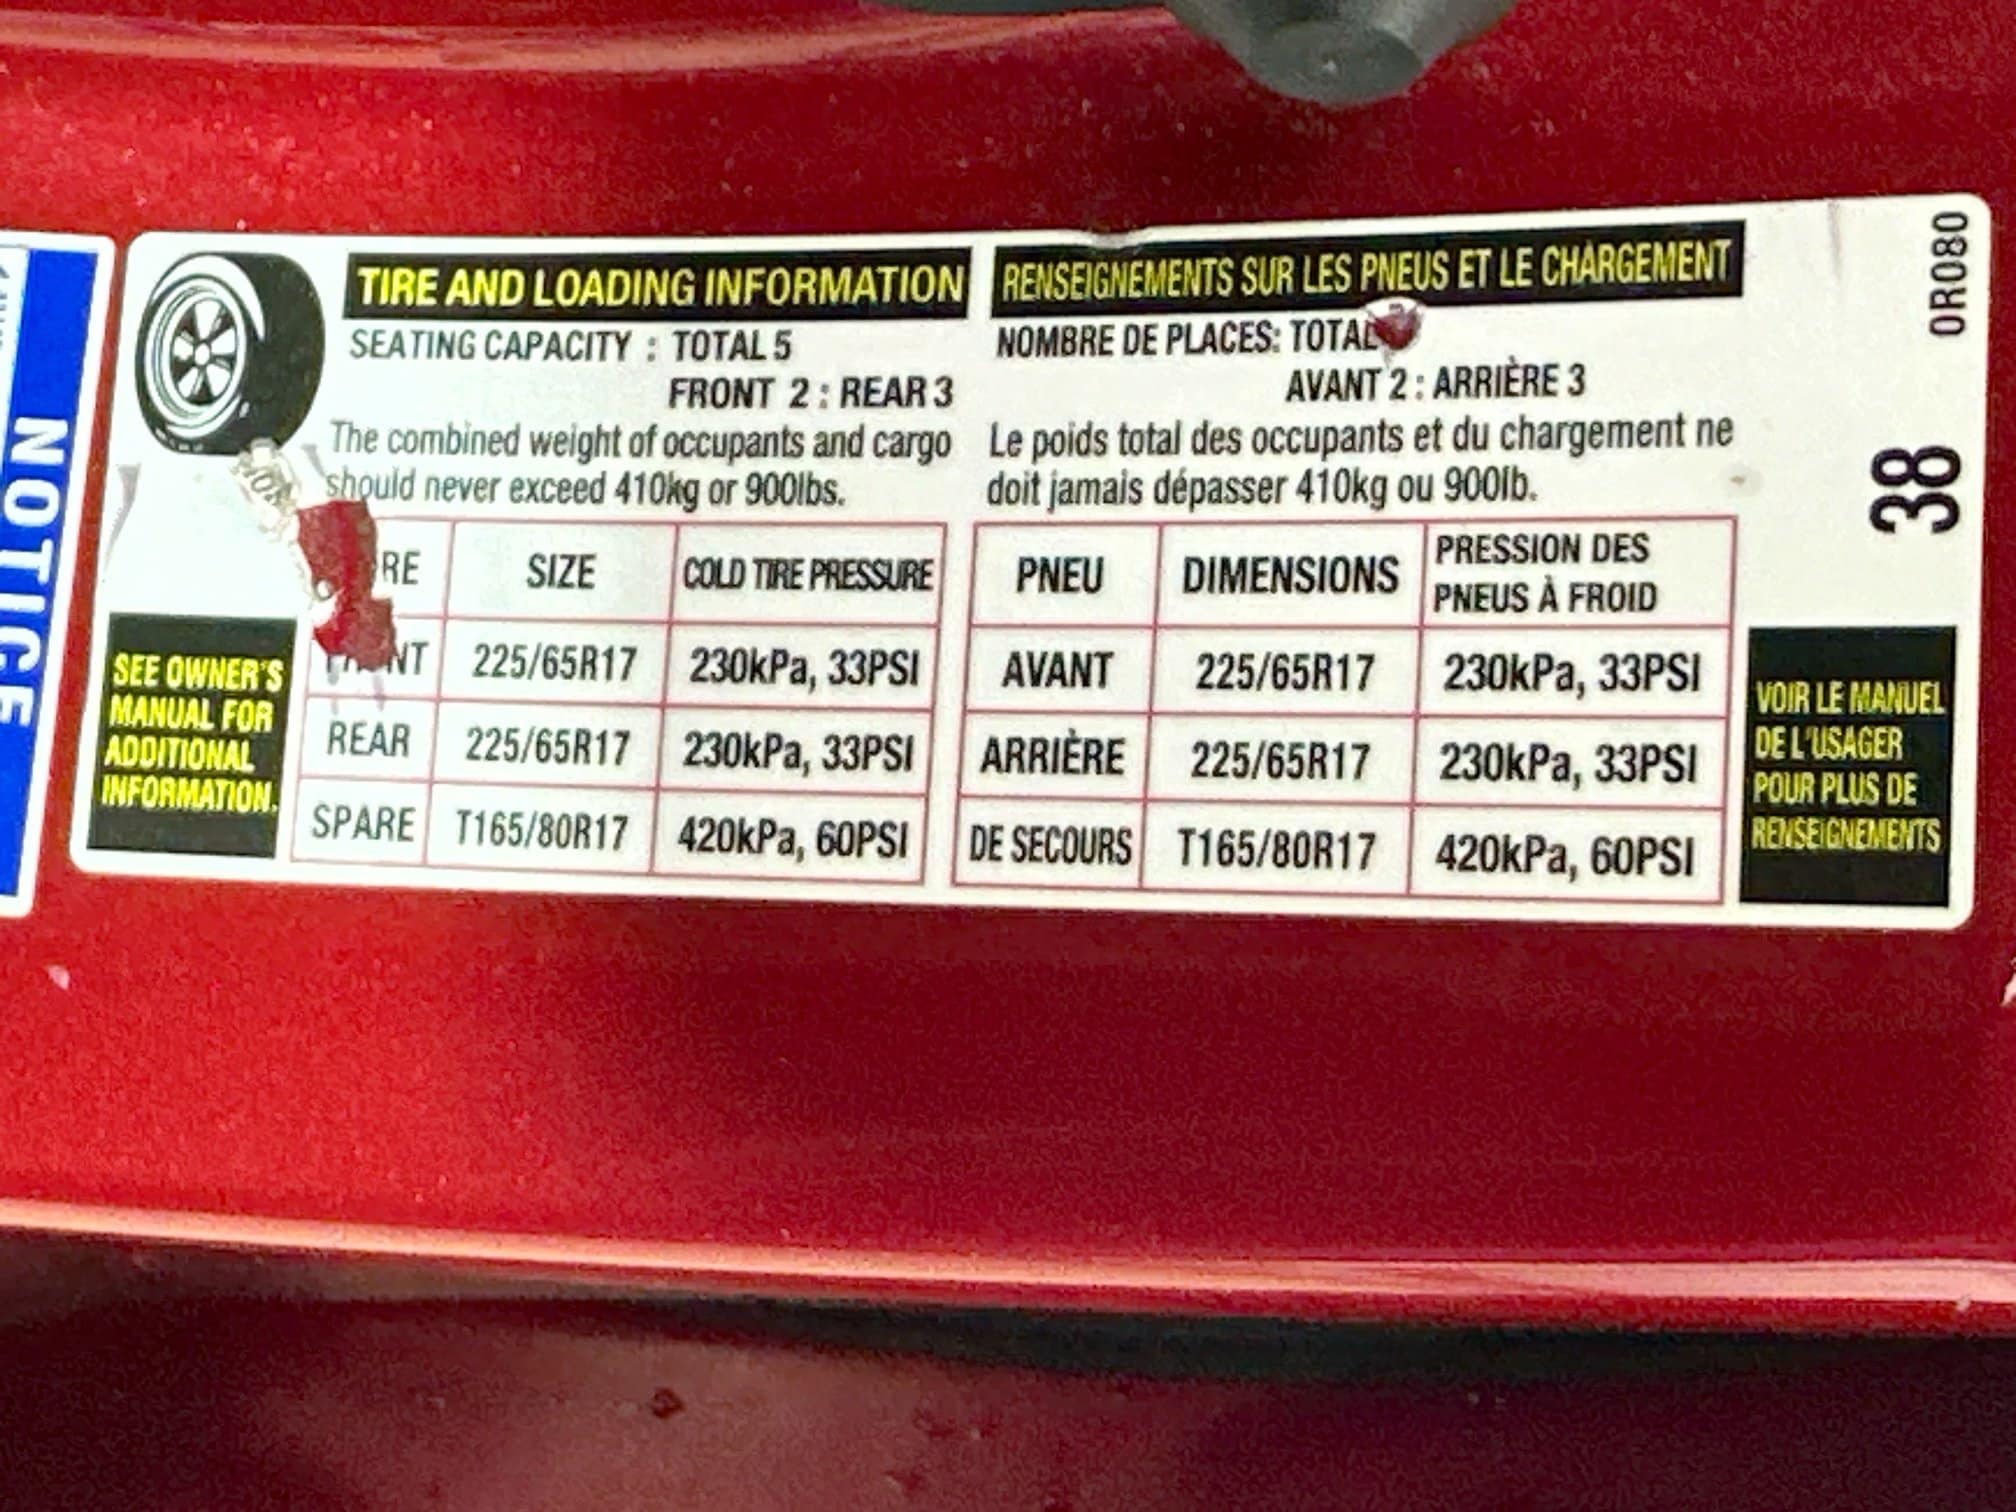 NOTICE
TIRE AND LOADING INFORMATION
SEATING CAPACITY : TOTAL 5
FRONT 2 : REAR 3
The combined weight of occupants and cargo
should never exceed 410kg or 900lbs.
SIZE COLD TIRE PRESSURE
225/65R17 230kPa, 33PSI
REAR 225/65R17 230kPa, 33PSI
SPARE T165/80R17 420kPa, 60PSI
SEE OWNER'S
MANUAL FOR
ADDITIONAL
INFORMATION.
RENSEIGNEMENTS SUR LES PNEUS ET LE CHARGEMENT
NOMBRE DE PLACES: TOTAL
AVANT 2 : ARRIÈRE 3
Le poids total des occupants et du chargement ne
doit jamais dépasser 410kg ou 900lb.
PNEU DIMENSIONS PRESSION DES
PNEUS À FROID
AVANT 225/65R17 230kPa, 33PSI
ARRIÈRE 225/65R17 230kPa, 33PSI
DE SECOURS T165/80R17 420kPa, 60PSI
VOIR LE MANUEL
DE L'USAGER
POUR PLUS DE
RENSEIGNEMENTS
0R080
38